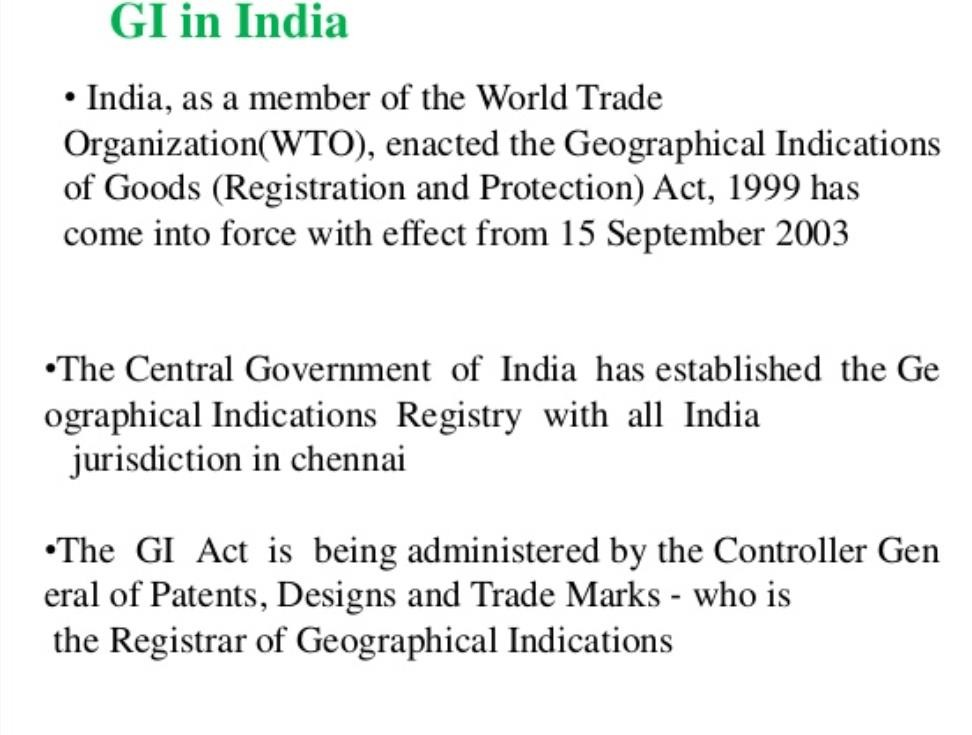 GI in India
• India, as a member of the World Trade
Organization(WTO), enacted the Geographical Indications
of Goods (Registration and Protection) Act, 1999 has
come into force with effect from 15 September 2003
•The Central Government of India has established the Ge
ographical Indications Registry with all India
jurisdiction in chennai
•The GI Act is being administered by the Controller Gen
eral of Patents, Designs and Trade Marks - who is
the Registrar of Geographical Indications